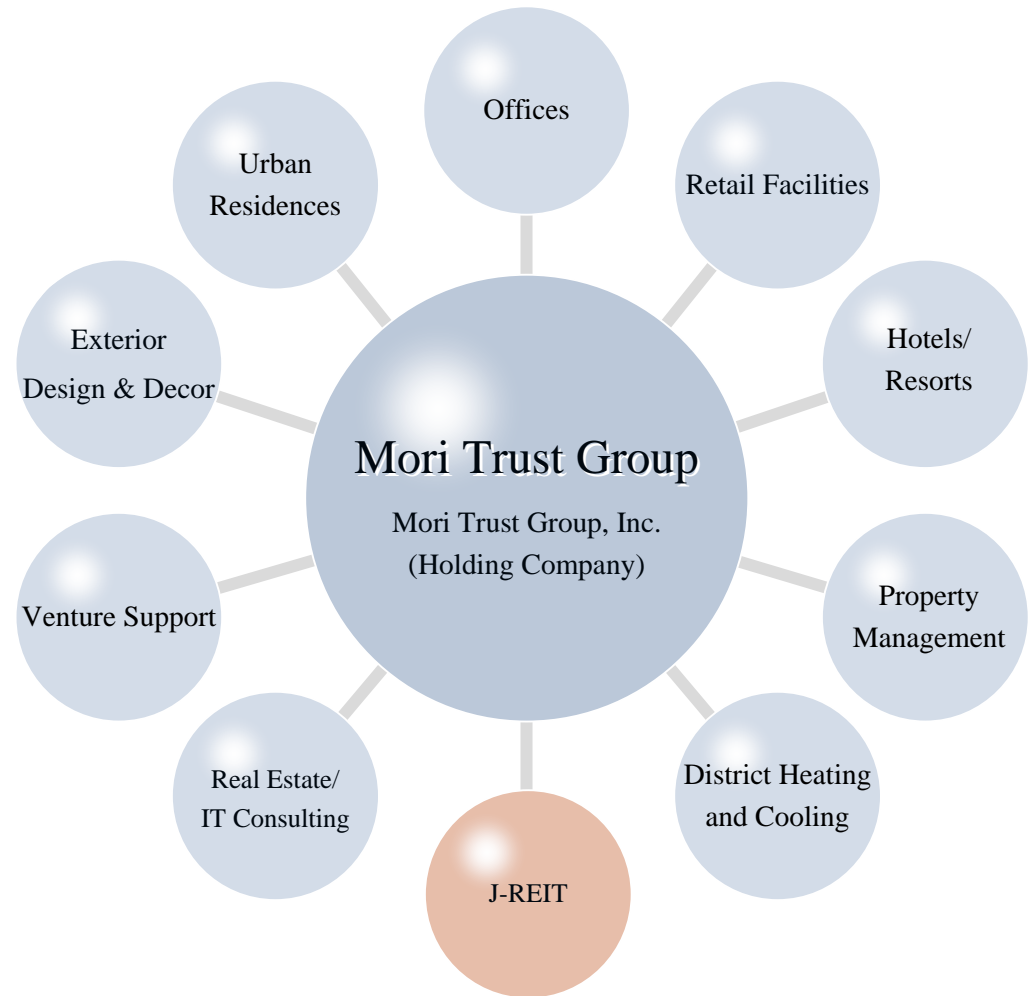 Offices
Urban
Residences
Retail Facilities
Exterior
Design & Decor
Hotels/
Resorts
Mori Trust Group
Mori Trust Group, Inc.
(Holding Company)
Venture Support
Property
Management
Real Estate/
IT Consulting
District Heating
and Cooling
J-REIT